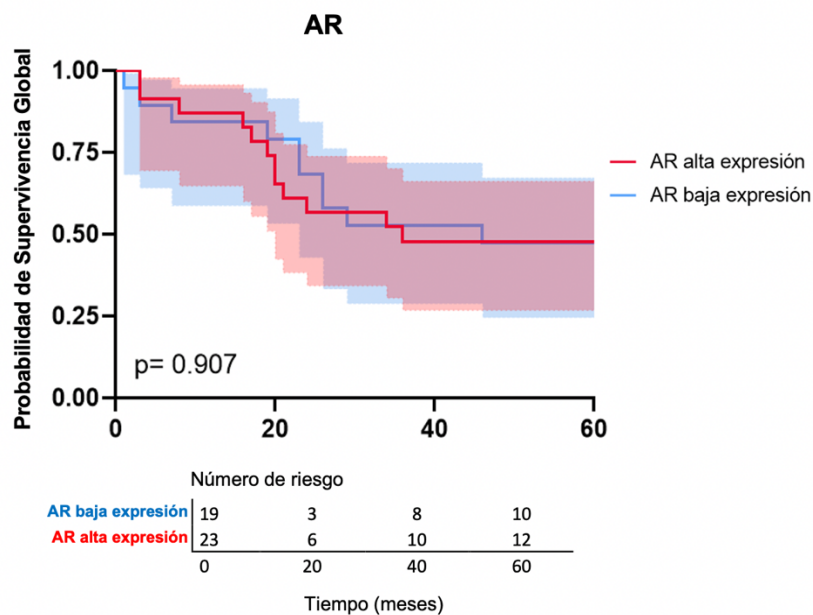 AR
Probabilidad de Supervivencia Global
1.00
0.75
0.50
0.25
0.00
p= 0.907
0 20 40 60
AR alta expresión
AR baja expresión
Número de riesgo
AR baja expresión 19 3 8 10
AR alta expresión 23 6 10 12
0 20 40 60
Tiempo (meses)